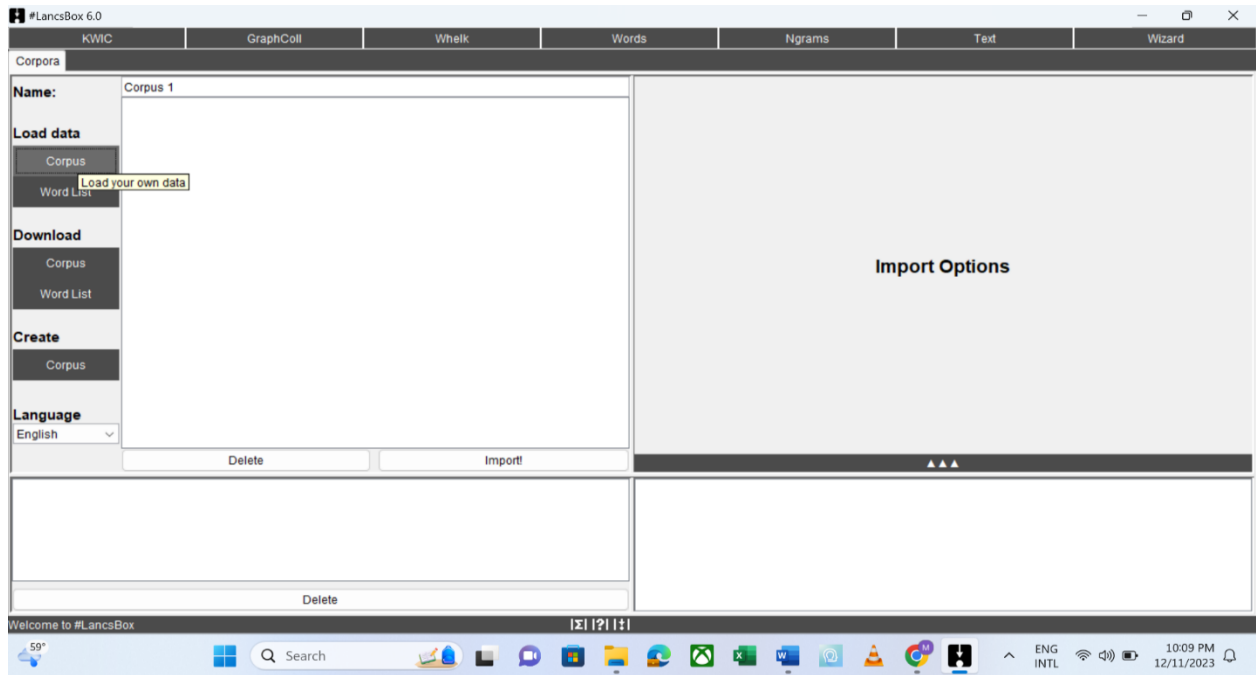 #LancsBox 6.0
KWIC GraphColl Whelk Words Ngrams Text Wizard
Corpora
Name: Corpus 1
Load data
Corpus
Load your own data
Word List
Download
Corpus
Word List
Import Options
Create
Corpus
Language
English
Delete Import!
▲▲▲
Delete
Welcome to #LancsBox |Σ| |?| |‡|
59°
Search
ENG
INTL
10:09 PM
12/11/2023